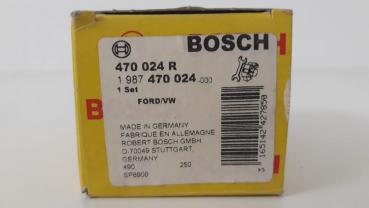 BOSCH
470 024 R
1 987 470 024 -000
1 Set
FORD/VW
MADE IN GERMANY
FABRIQUE EN ALLEMAGNE
ROBERT BOSCH GMBH.
D-70049 STUTTGART,
GERMANY
490 250
SP6909